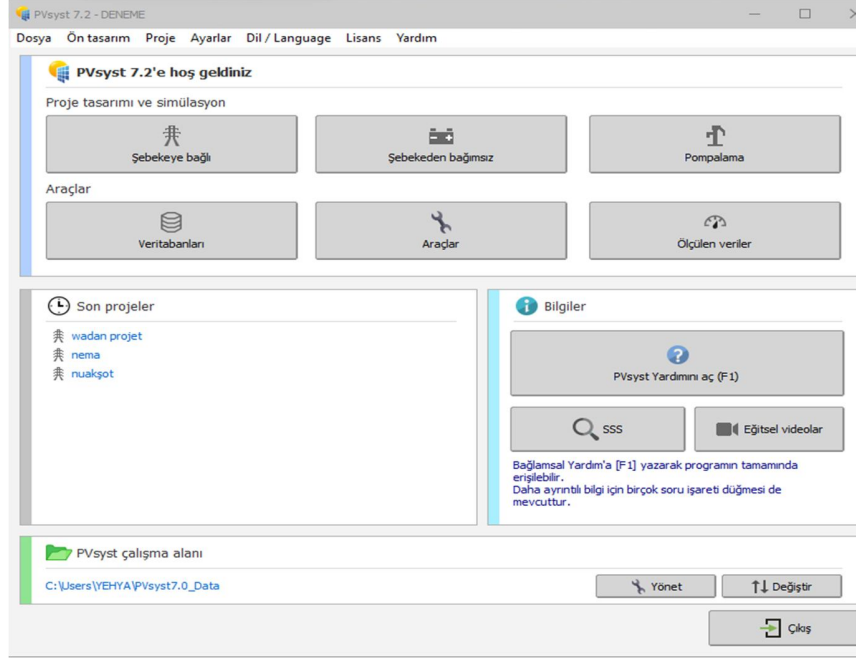 PVsyst 7.2 - DENEME
Dosya Ön tasarım Proje Ayarlar Dil / Language Lisans Yardım
PVsyst 7.2'e hoş geldiniz
Proje tasarımı ve simülasyon
Şebekeye bağlı
Şebekeden bağımsız
Pompalama
Araçlar
Veritabanları
Araçlar
Ölçülen veriler
Son projeler
wadan projet
nema
nuakşot
Bilgiler
PVsyst Yardımını aç (F1)
SSS
Eğitsel videolar
Bağlamsal Yardım'a [F1] yazarak programın tamamında
erişilebilir.
Daha ayrıntılı bilgi için birçok soru işareti düğmesi de
mevcuttur.
PVsyst çalışma alanı
C:\Users\YEHYA\PVsyst7.0_Data
Yönet
Değiştir
Çıkış